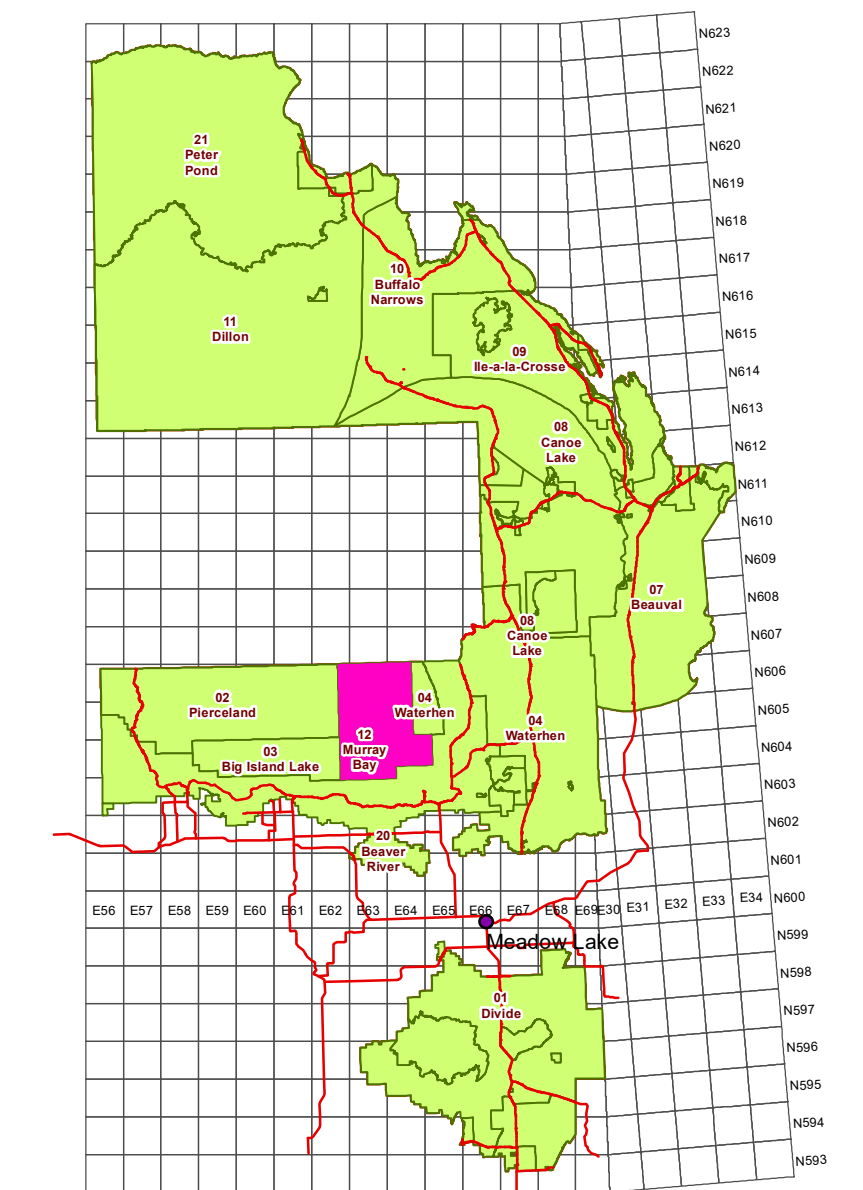 N623
N622
N621
N620
N619
N618
N617
N616
N615
N614
N613
N612
N611
N610
N609
N608
N607
N606
N605
N604
N603
N602
N601
N600
N599
N598
N597
N596
N595
N594
N593
21
Peter
Pond
10
Buffalo
Narrows
11
Dillon
09
Ile-a-la-Crosse
08
Canoe
Lake
07
Beauval
08
Canoe
Lake
02
Pierceland
04
Waterhen
12
Murray
Bay
04
Waterhen
03
Big Island Lake
20
Beaver
River
E56 E57 E58 E59 E60 E61 E62 E63 E64 E65 E66 E67 E68 E69 E30 E31 E32 E33 E34
Meadow Lake
01
Divide